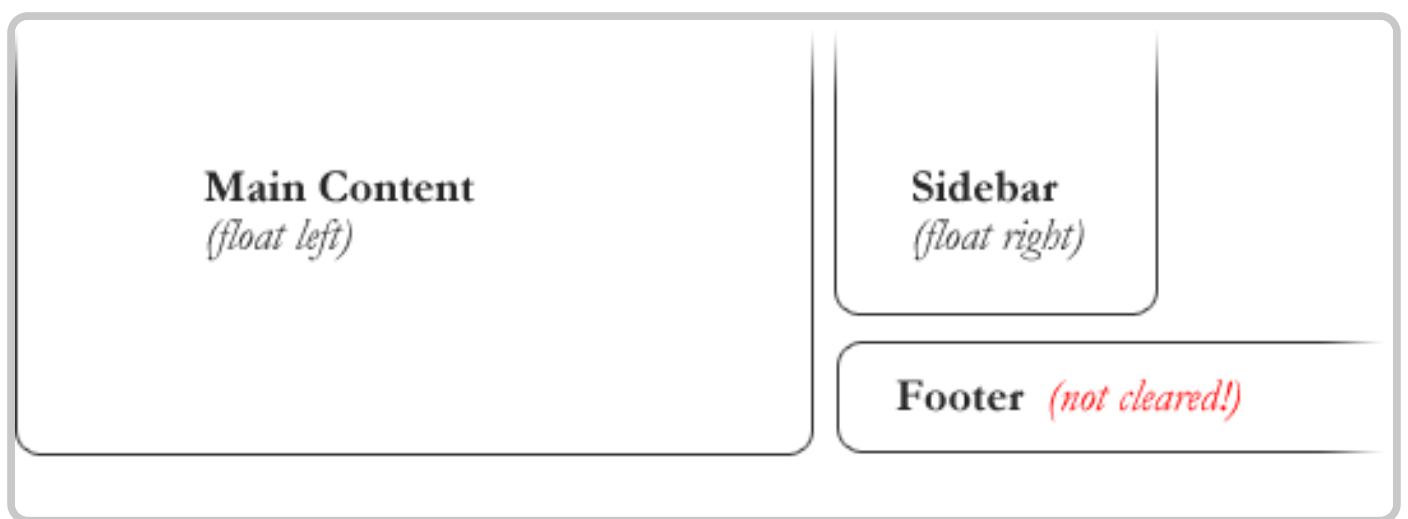 Main Content
(float left)
Sidebar
(float right)
Footer (not cleared!)